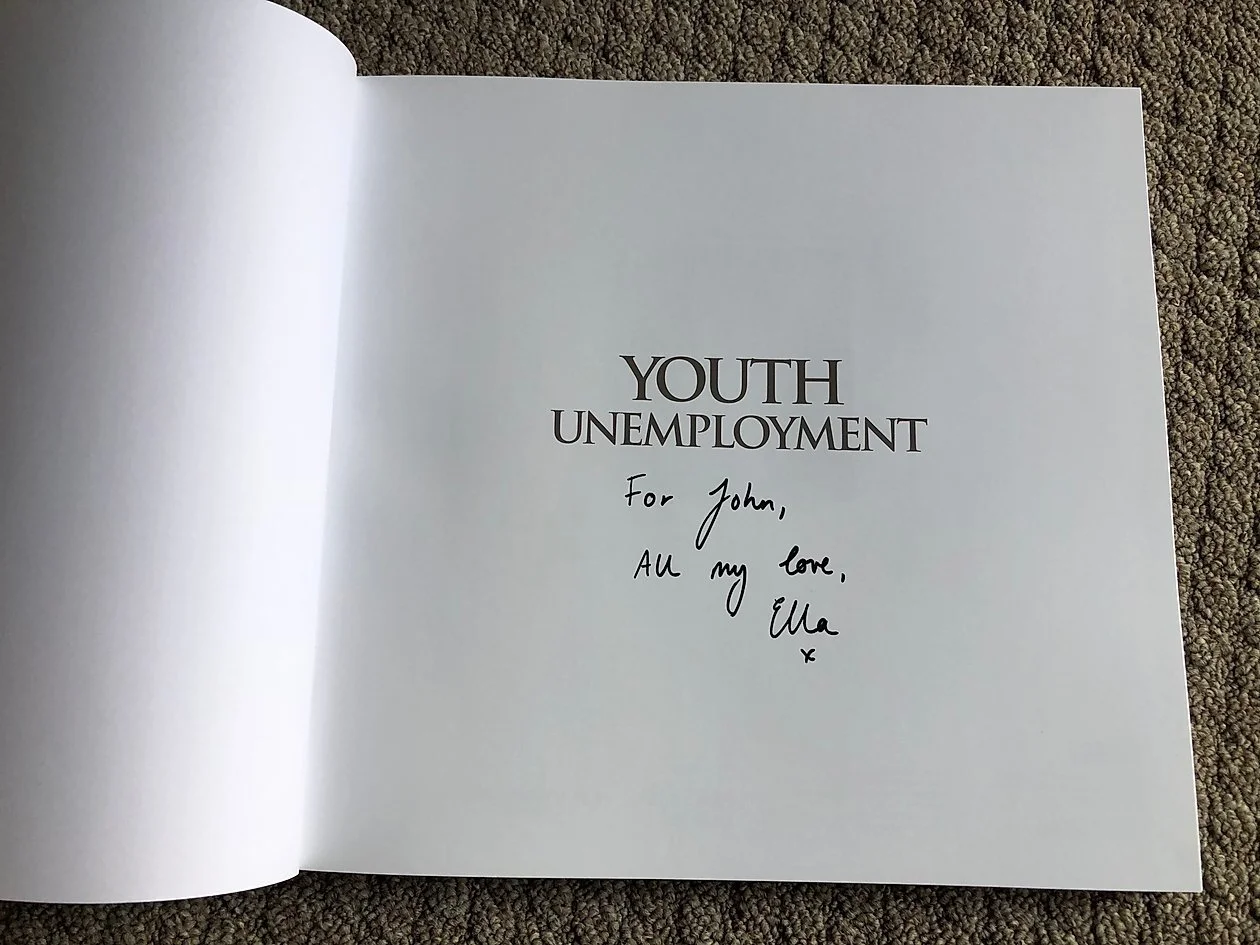 YOUTH
UNEMPLOYMENT
For John,
All my love,
Ella
x